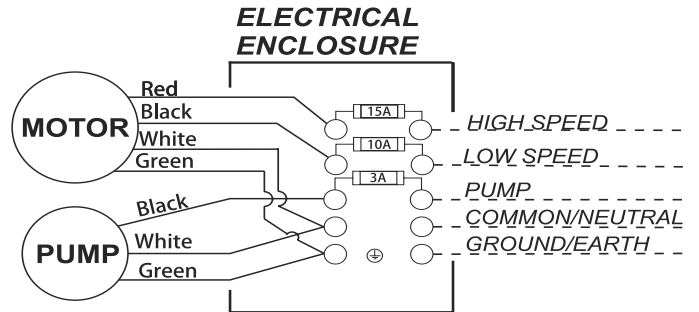 ELECTRICAL
ENCLOSURE
MOTOR
Red
Black
White
Green
15A
10A
3A
HIGH SPEED
LOW SPEED
PUMP
COMMON/NEUTRAL
GROUND/EARTH
PUMP
Black
White
Green